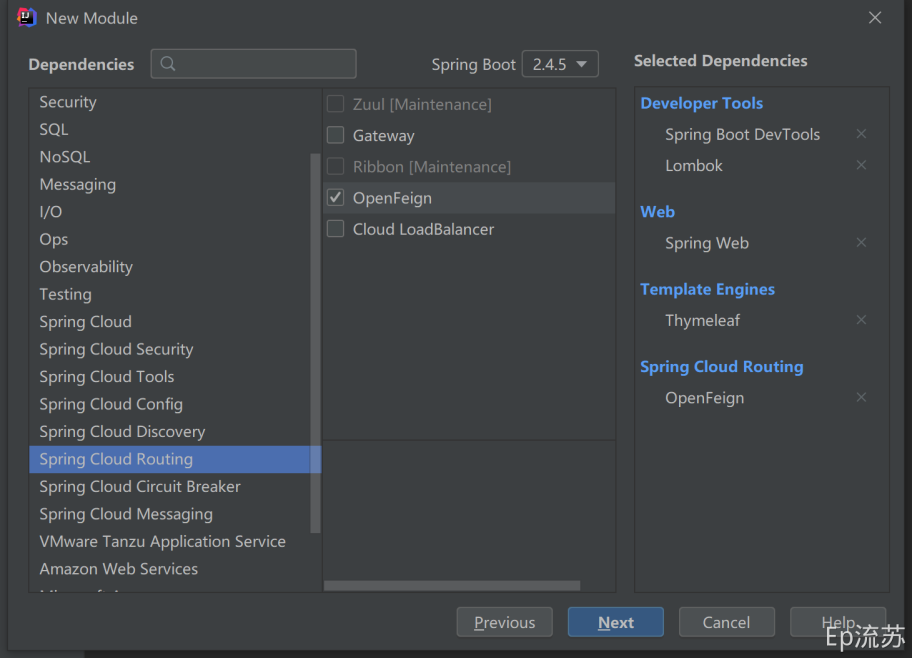 New Module
Dependencies
Spring Boot 2.4.5
Selected Dependencies
Security
SQL
NoSQL
Messaging
I/O
Ops
Observability
Testing
Spring Cloud
Spring Cloud Security
Spring Cloud Tools
Spring Cloud Config
Spring Cloud Discovery
Spring Cloud Routing
Spring Cloud Circuit Breaker
Spring Cloud Messaging
VMware Tanzu Application Service
Amazon Web Services
Zuul [Maintenance]
Gateway
Ribbon [Maintenance]
OpenFeign
Cloud LoadBalancer
Developer Tools
Spring Boot DevTools
Lombok
Web
Spring Web
Template Engines
Thymeleaf
Spring Cloud Routing
OpenFeign
Previous
Next
Cancel
Help
Ep流苏